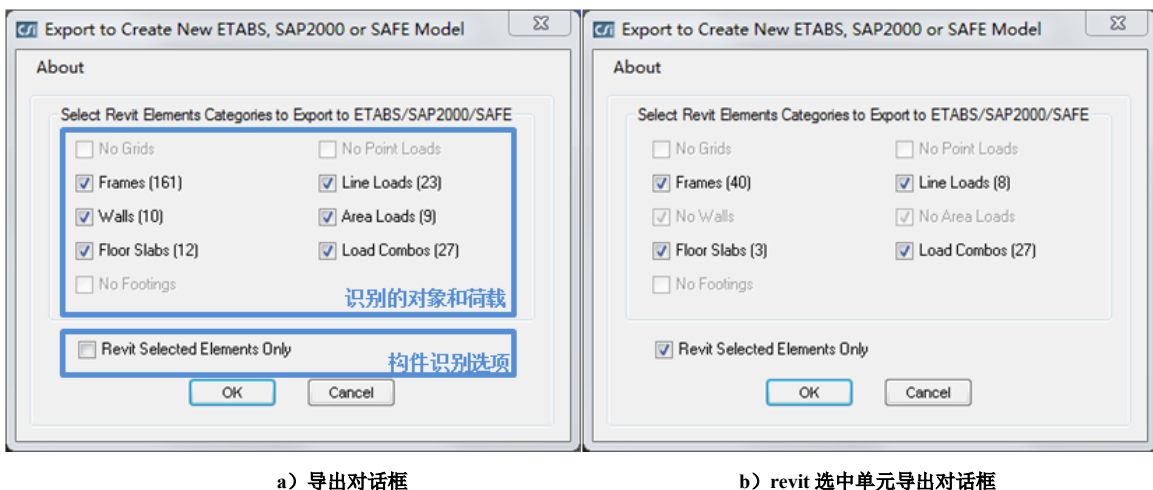 Export to Create New ETABS, SAP2000 or SAFE Model
About
Select Revit Elements Categories to Export to ETABS/SAP2000/SAFE
No Grids
No Point Loads
Frames (161)
Line Loads (23)
Walls (10)
Area Loads (9)
Floor Slabs (12)
Load Combos (27)
No Footings
识别的对象和荷载
Revit Selected Elements Only
构件识别选项
OK
Cancel
Export to Create New ETABS, SAP2000 or SAFE Model
About
Select Revit Elements Categories to Export to ETABS/SAP2000/SAFE
No Grids
No Point Loads
Frames (40)
Line Loads (8)
No Walls
No Area Loads
Floor Slabs (3)
Load Combos (27)
No Footings
Revit Selected Elements Only
OK
Cancel
a）导出对话框
b）revit 选中单元导出对话框